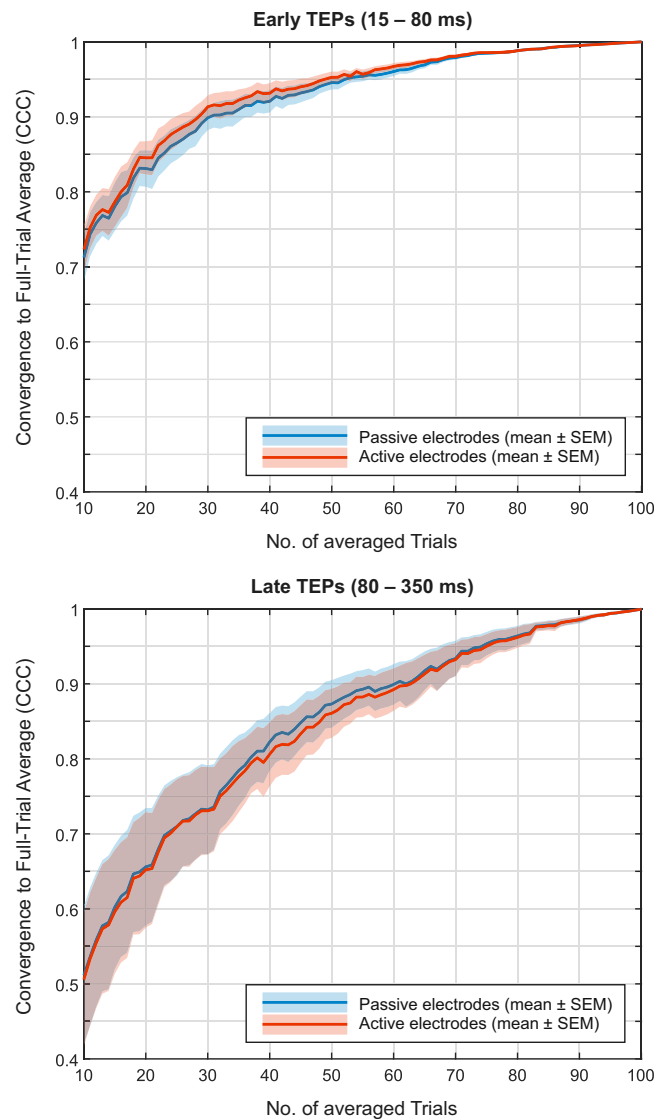 Early TEPs (15 – 80 ms)
Convergence to Full-Trial Average (CCC)
1
0.9
0.8
0.7
0.6
0.5
0.4
Passive electrodes (mean ± SEM)
Active electrodes (mean ± SEM)
10 20 30 40 50 60 70 80 90 100
No. of averaged Trials
Late TEPs (80 – 350 ms)
Convergence to Full-Trial Average (CCC)
1
0.9
0.8
0.7
0.6
0.5
0.4
Passive electrodes (mean ± SEM)
Active electrodes (mean ± SEM)
10 20 30 40 50 60 70 80 90 100
No. of averaged Trials